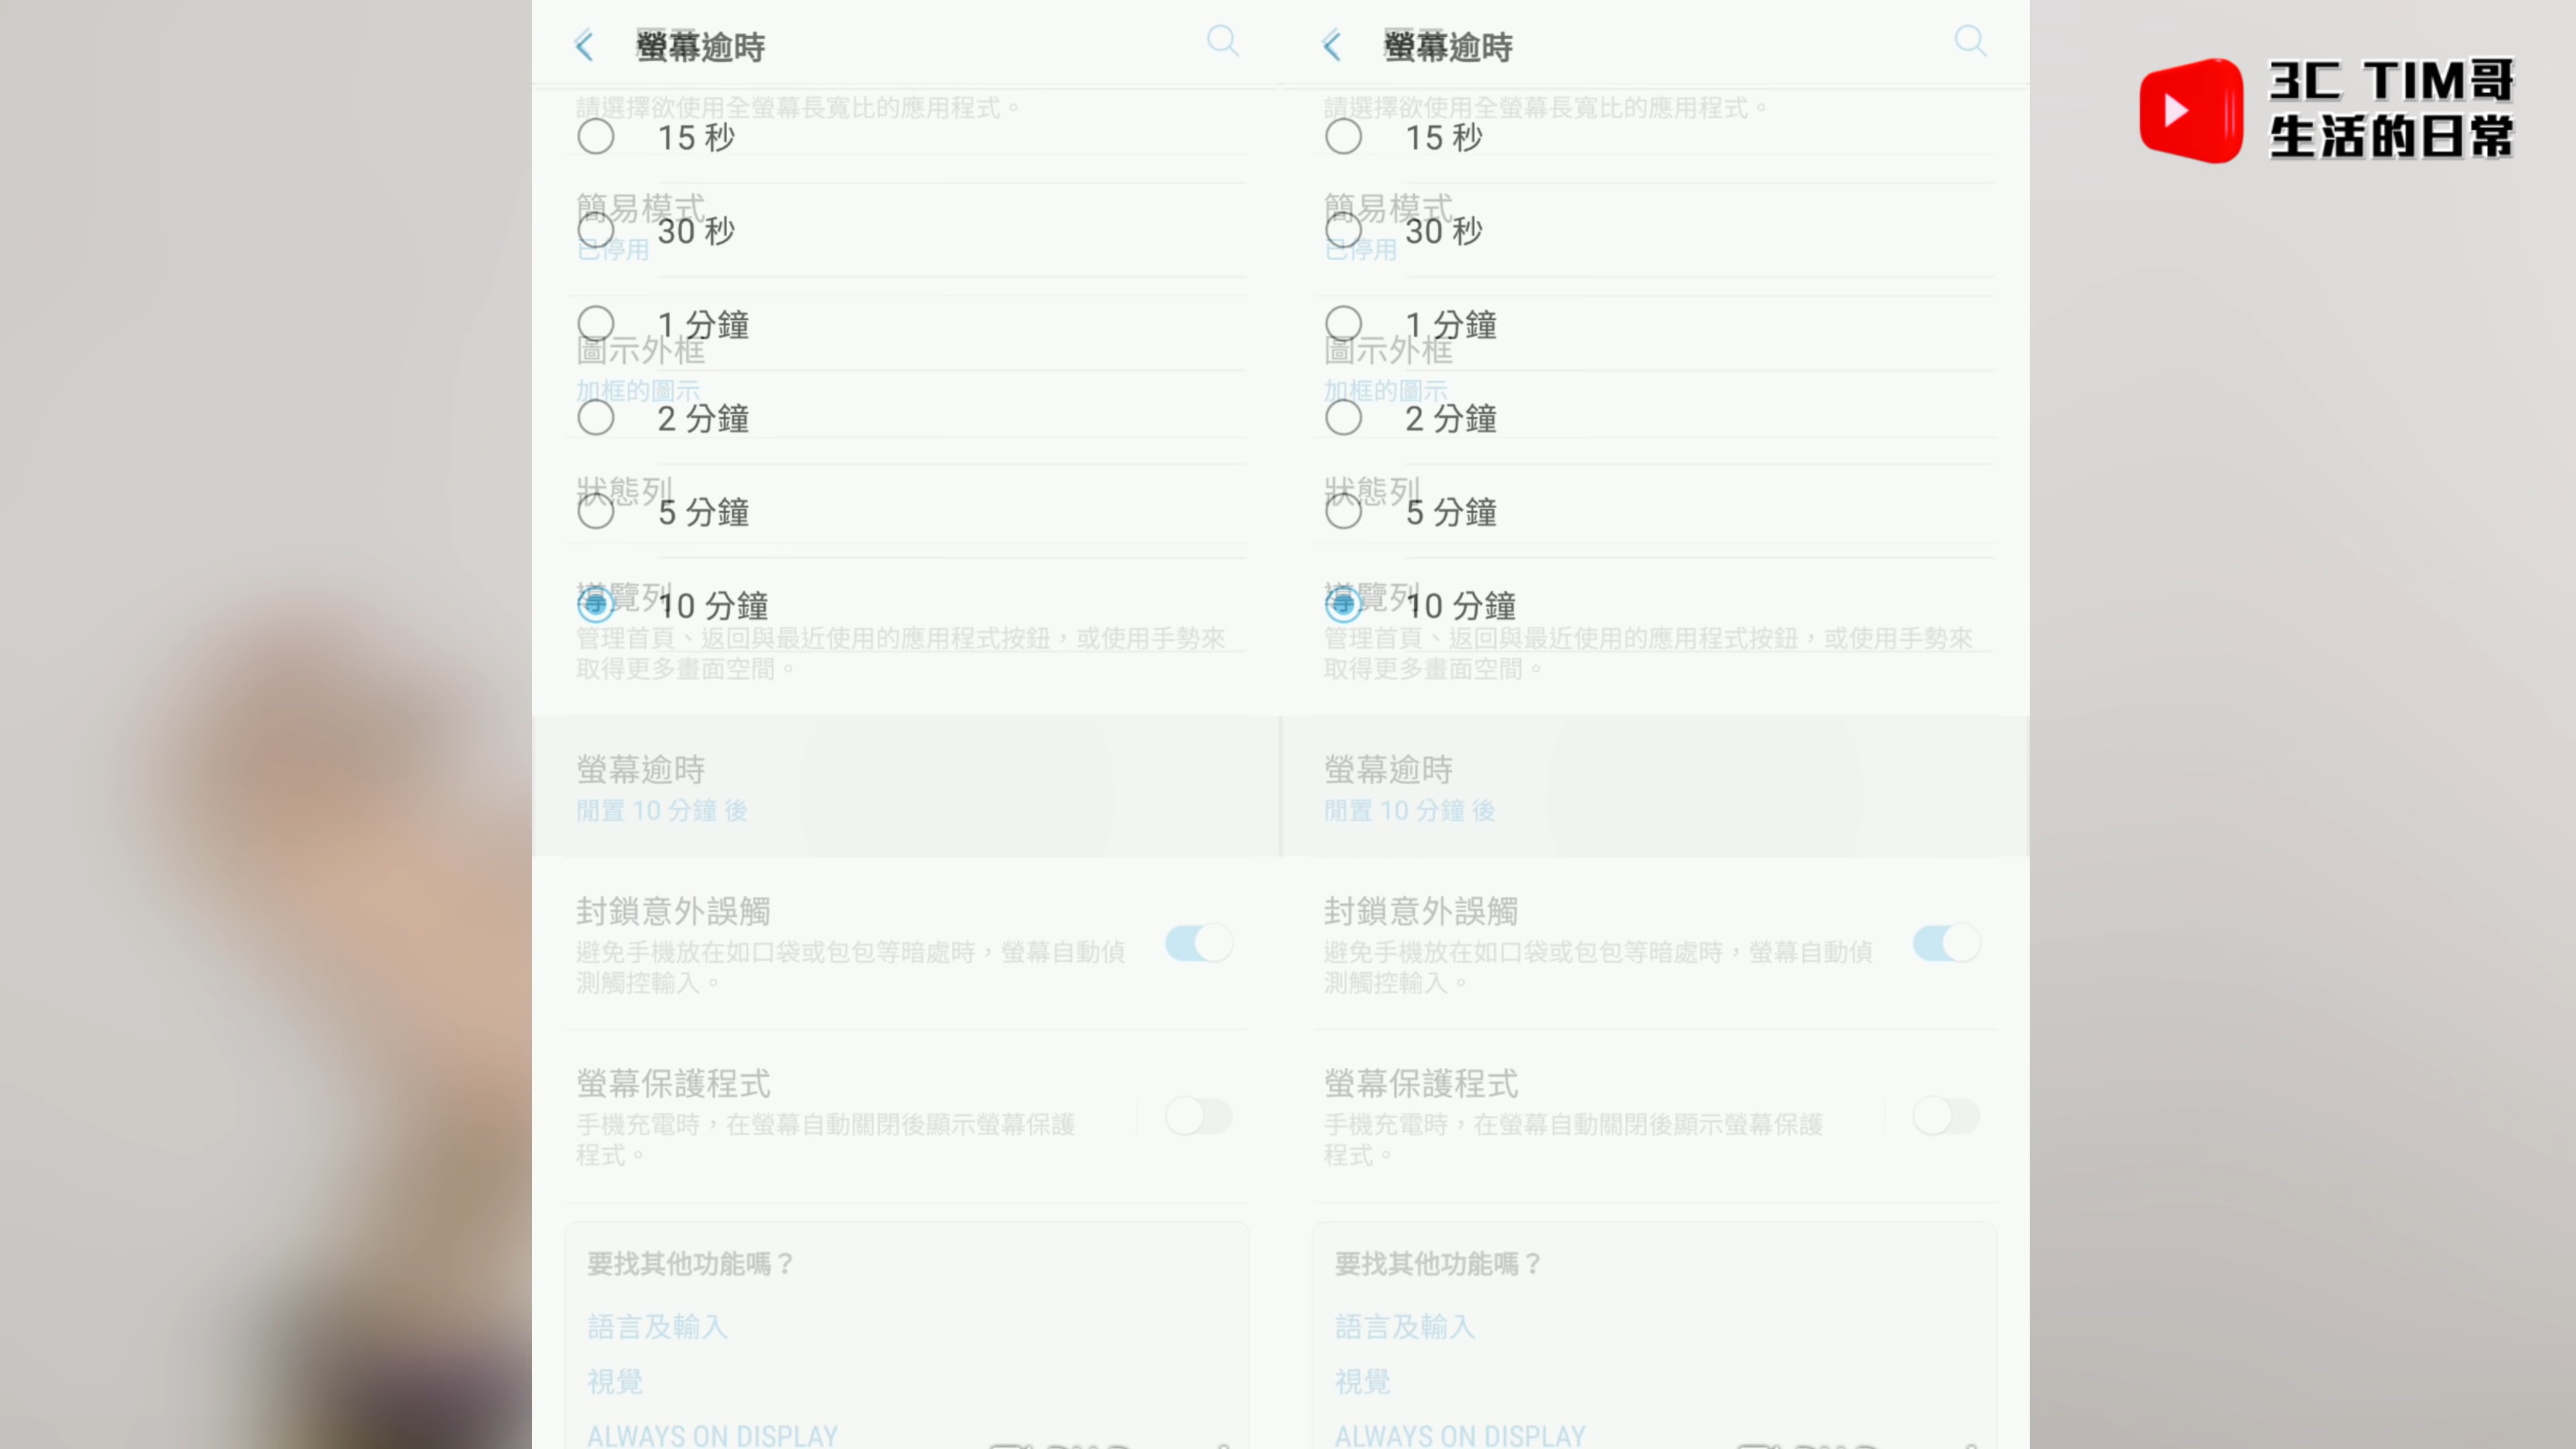 螢幕逾時
請選擇欲使用全螢幕長寬比的應用程式。
15 秒
簡易模式
30 秒
已停用
1 分鐘
圖示外框
加框的圖示
2 分鐘
狀態列
5 分鐘
導覽列
10 分鐘
管理首頁、返回與最近使用的應用程式按鈕,或使用手勢來
取得更多畫面空間。
螢幕逾時
閒置 10 分鐘 後
封鎖意外誤觸
避免手機放在如口袋或包包等暗處時,螢幕自動偵
測觸控輸入。
螢幕保護程式
手機充電時,在螢幕自動關閉後顯示螢幕保護
程式。
要找其他功能嗎?
語言及輸入
視覺
ALWAYS ON DISPLAY
螢幕逾時
請選擇欲使用全螢幕長寬比的應用程式。
15 秒
簡易模式
30 秒
已停用
1 分鐘
圖示外框
加框的圖示
2 分鐘
狀態列
5 分鐘
導覽列
10 分鐘
管理首頁、返回與最近使用的應用程式按鈕,或使用手勢來
取得更多畫面空間。
螢幕逾時
閒置 10 分鐘 後
封鎖意外誤觸
避免手機放在如口袋或包包等暗處時,螢幕自動偵
測觸控輸入。
螢幕保護程式
手機充電時,在螢幕自動關閉後顯示螢幕保護
程式。
要找其他功能嗎?
語言及輸入
視覺
ALWAYS ON DISPLAY
3C TIM哥
生活的日常